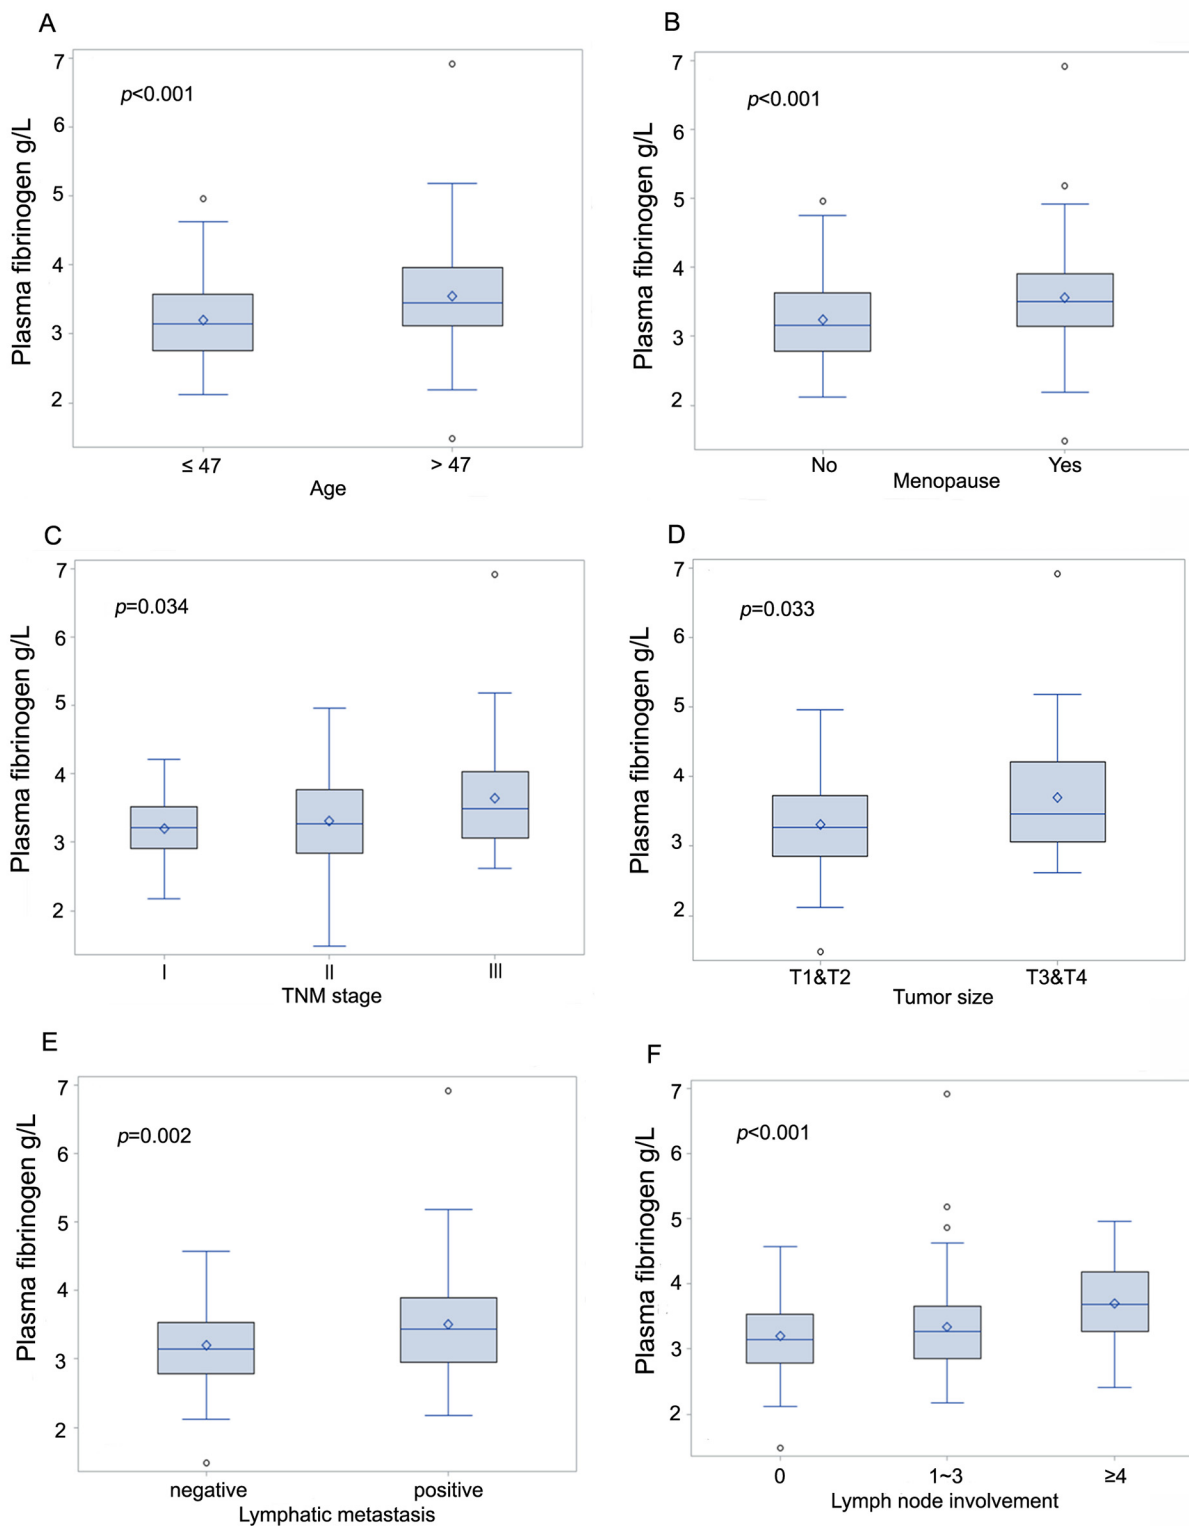 A
Plasma fibrinogen g/L
7
6
5
4
3
2
p<0.001
≤ 47
> 47
Age
B
Plasma fibrinogen g/L
7
6
5
4
3
2
p<0.001
No
Yes
Menopause
C
Plasma fibrinogen g/L
7
6
5
4
3
2
p=0.034
I
II
III
TNM stage
D
Plasma fibrinogen g/L
7
6
5
4
3
2
p=0.033
T1&T2
T3&T4
Tumor size
E
Plasma fibrinogen g/L
7
6
5
4
3
2
p=0.002
negative
positive
Lymphatic metastasis
F
Plasma fibrinogen g/L
7
6
5
4
3
2
p<0.001
0
1~3
≥4
Lymph node involvement